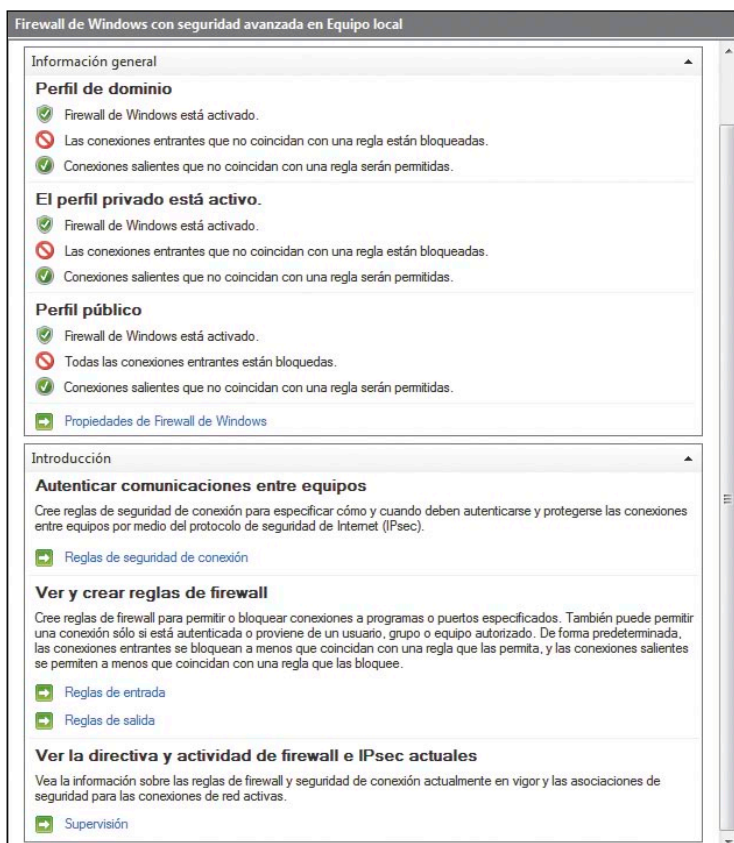 Firewall de Windows con seguridad avanzada en Equipo local
Información general
Perfil de dominio
Firewall de Windows está activado.
Las conexiones entrantes que no coincidan con una regla están bloqueadas.
Conexiones salientes que no coincidan con una regla serán permitidas.
El perfil privado está activo.
Firewall de Windows está activado.
Las conexiones entrantes que no coincidan con una regla están bloqueadas.
Conexiones salientes que no coincidan con una regla serán permitidas.
Perfil público
Firewall de Windows está activado.
Todas las conexiones entrantes están bloquedas.
Conexiones salientes que no coincidan con una regla serán permitidas.
Propiedades de Firewall de Windows
Introducción
Autenticar comunicaciones entre equipos
Cree reglas de seguridad de conexión para especificar cómo y cuando deben autenticarse y protegerse las conexiones
entre equipos por medio del protocolo de seguridad de Internet (IPsec).
Reglas de seguridad de conexión
Ver y crear reglas de firewall
Cree reglas de firewall para permitir o bloquear conexiones a programas o puertos especificados. También puede permitir
una conexión sólo si está autenticada o proviene de un usuario, grupo o equipo autorizado. De forma predeterminada,
las conexiones entrantes se bloquean a menos que coincidan con una regla que las permita, y las conexiones salientes
se permiten a menos que coincidan con una regla que las bloquee.
Reglas de entrada
Reglas de salida
Ver la directiva y actividad de firewall e IPsec actuales
Vea la información sobre las reglas de firewall y seguridad de conexión actualmente en vigor y las asociaciones de
seguridad para las conexiones de red activas.
Supervisión